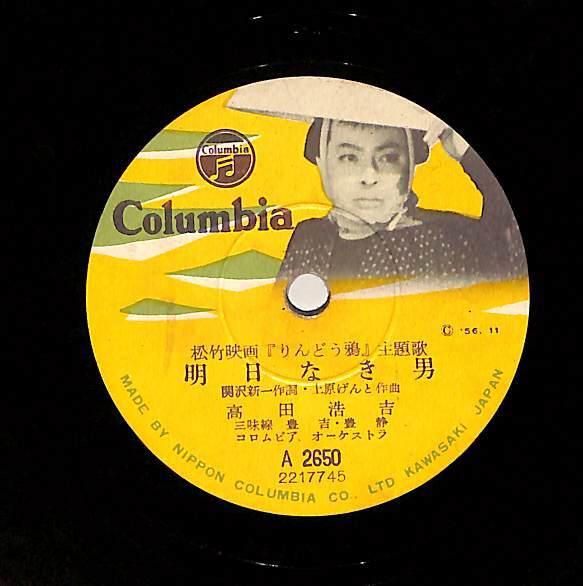 Columbia
Columbia
© '56. 11
松竹映画『りんどう鴉』主題歌
明日なき男
関沢新一作詞・上原げんと作曲
高田浩吉
三味線 豊吉・豊静
コロムビア、オーケストラ
A 2650
2217745
MADE BY NIPPON COLUMBIA CO., LTD KAWASAKI JAPAN